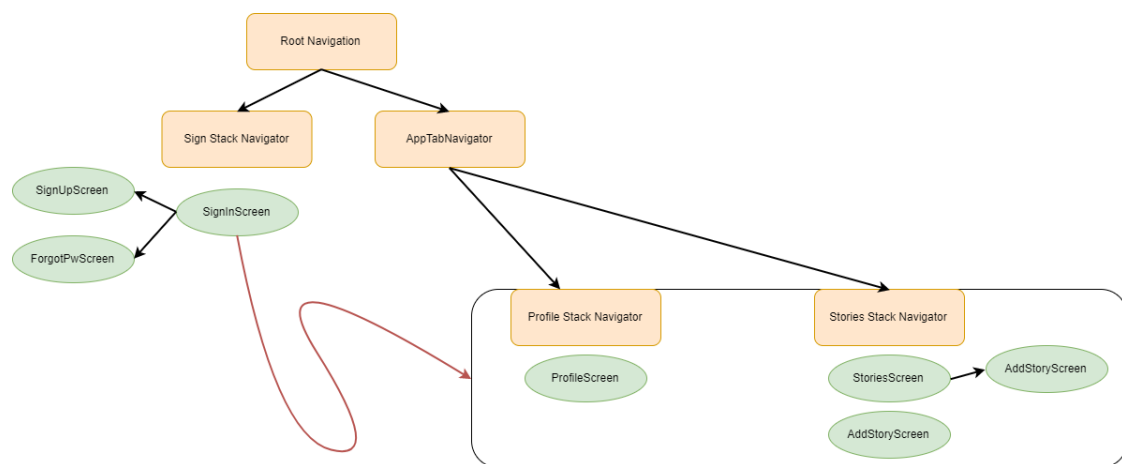 Root Navigation
Sign Stack Navigator
AppTabNavigator
SignUpScreen
SignInScreen
ForgotPwScreen
Profile Stack Navigator
Stories Stack Navigator
ProfileScreen
StoriesScreen
AddStoryScreen
AddStoryScreen